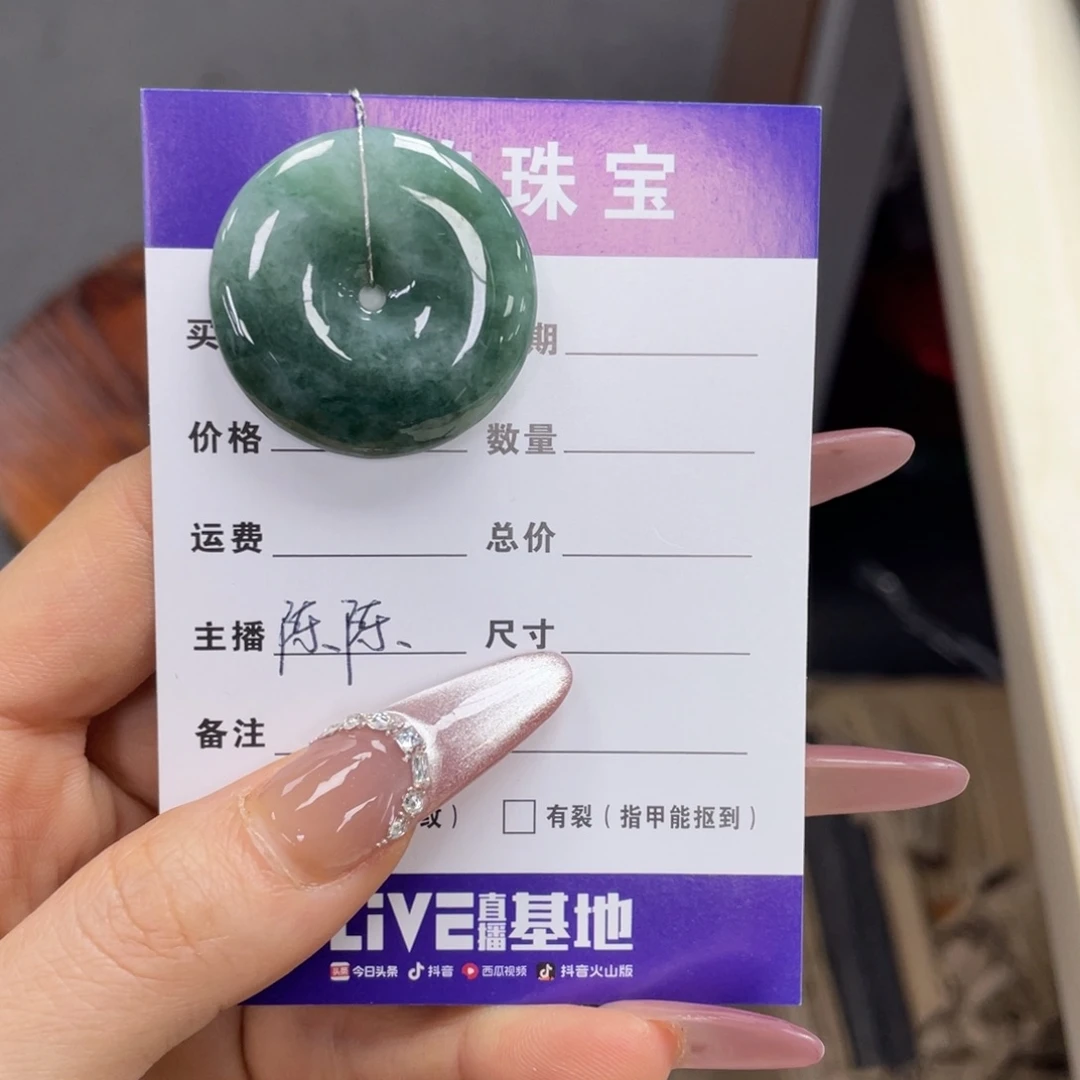 珠宝
买 期
价格 数量
运费 总价
主播 陈陈、 尺寸
备注
纹） 有裂（指甲能抠到）
LiVE直播基地
头条 今日头条 抖音 西瓜视频 抖音火山版